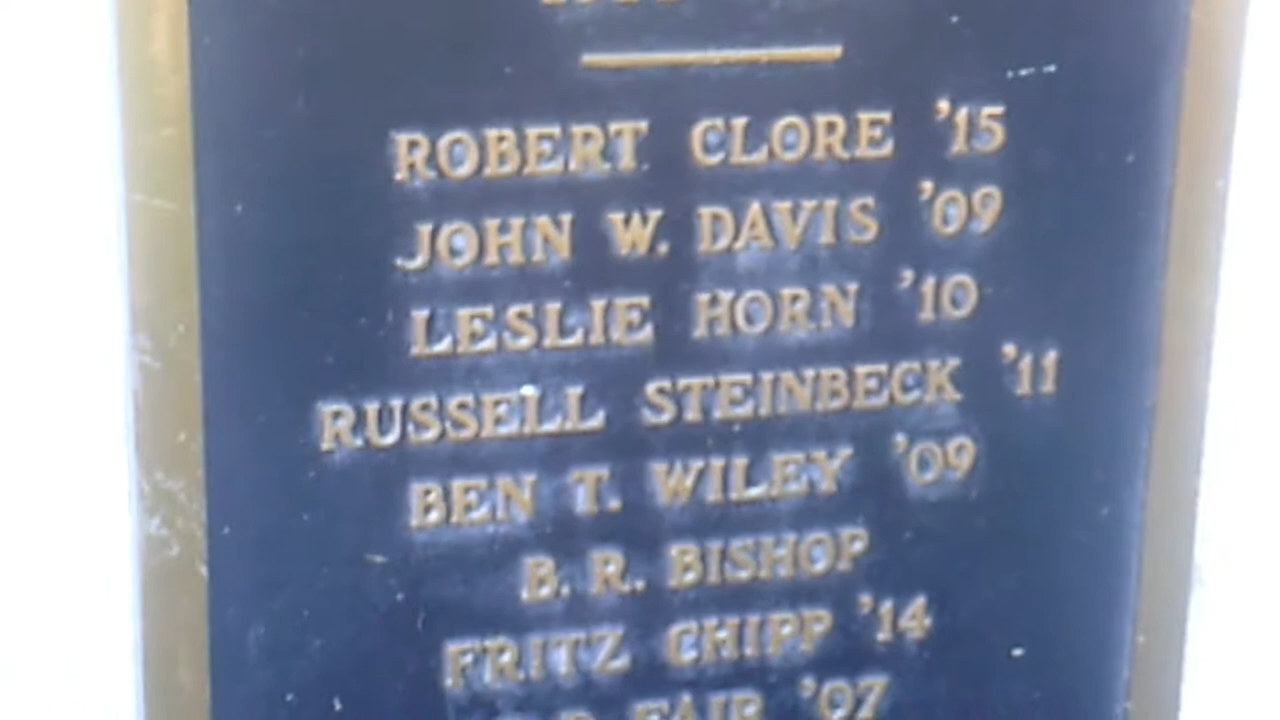 ROBERT CLORE '15
JOHN W. DAVIS '09
LESLIE HORN '10
RUSSELL STEINBECK '11
BEN T. WILEY '09
B. R. BISHOP
FRITZ CHIPP '14
FAIR '07